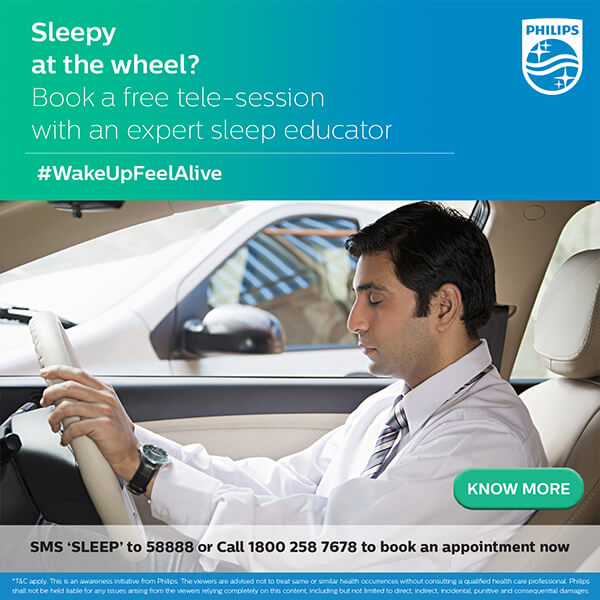 Sleepy
at the wheel?
Book a free tele-session
with an expert sleep educator
#WakeUpFeelAlive
PHILIPS
KNOW MORE
SMS ‘SLEEP’ to 58888 or Call 1800 258 7678 to book an appointment now
*T&C apply. This is an awareness initiative from Philips. The viewers are advised not to treat same or similar health occurences without consulting a qualified health care professional. Philips
shall not be held liable for any issues arising from the viewers relying completely on this content, including but not limited to direct, indirect, incidental, punitive and consequential damages.